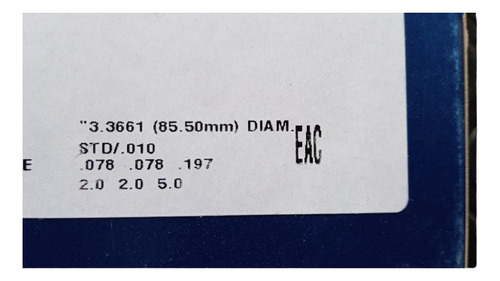 "3.3661 (85.50mm) DIAM.
STD/.010
E .078 .078 .197
2.0 2.0 5.0
EAC